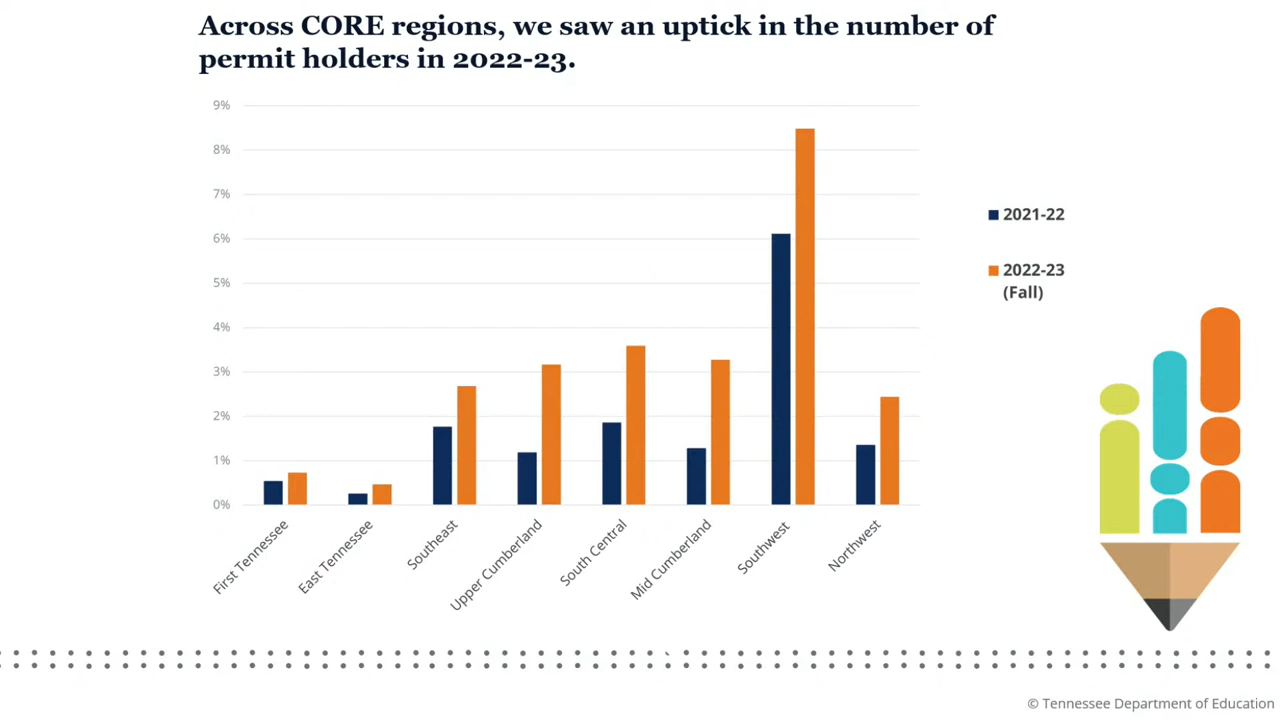 Across CORE regions, we saw an uptick in the number of
permit holders in 2022-23.
9%
8%
7%
6%
5%
4%
3%
2%
1%
0%
First Tennessee
East Tennessee
Southeast
Upper Cumberland
South Central
Mid Cumberland
Southwest
Northwest
2021-22
2022-23
(Fall)
© Tennessee Department of Education